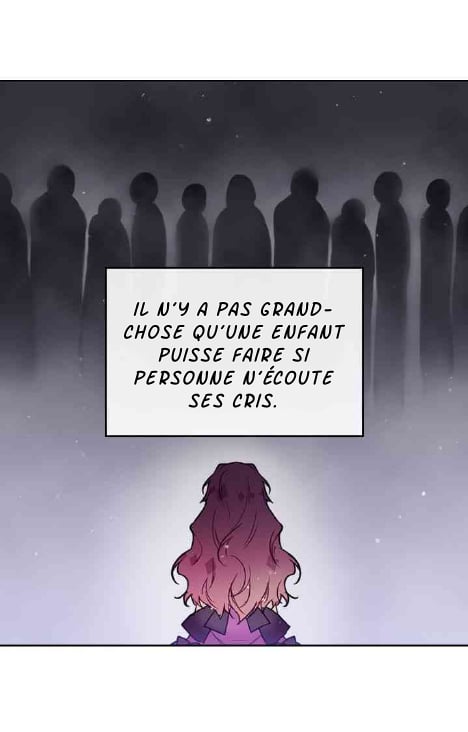 IL N'Y A PAS GRAND-
CHOSE QU'UNE ENFANT
PUISSE FAIRE SI
PERSONNE N'ÉCOUTE
SES CRIS.